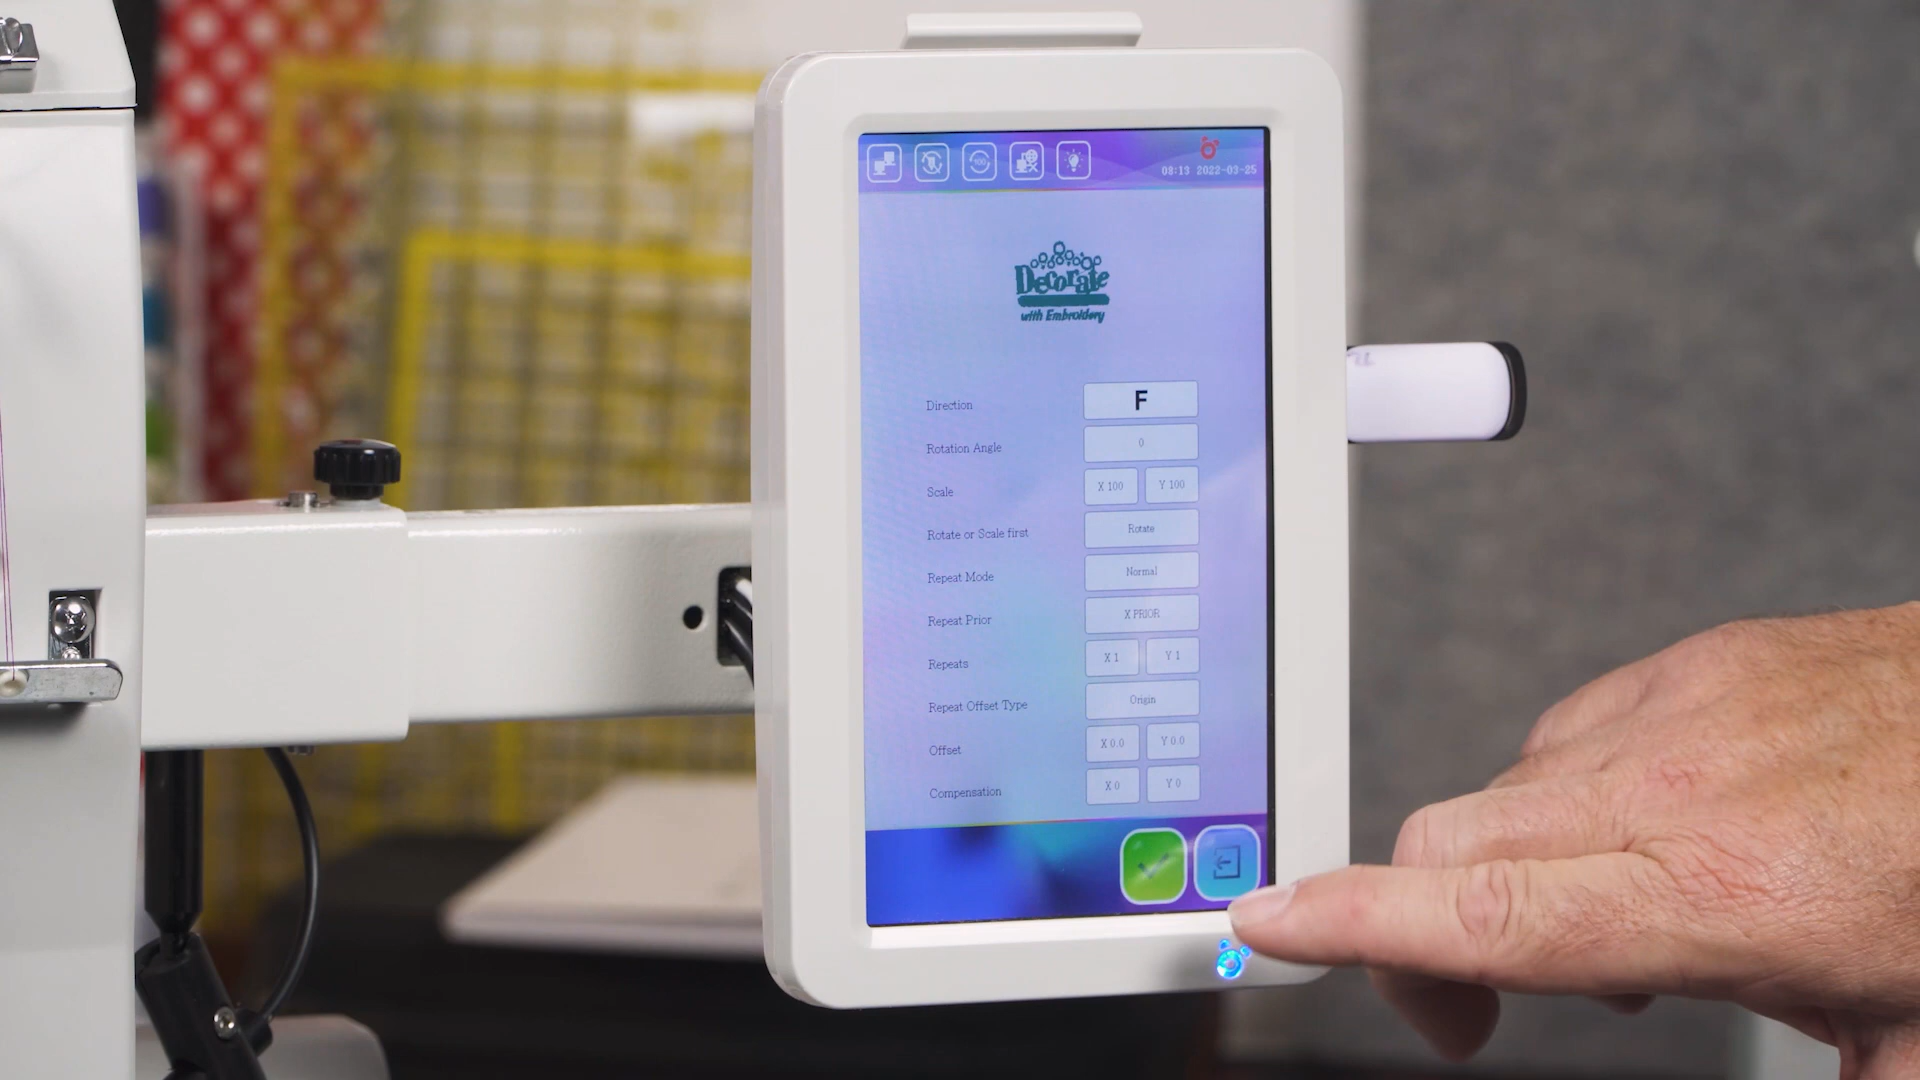 08:13 2022-03-25
Decorate
with Embroidery
Direction F
Rotation Angle 0
Scale X 100 Y 100
Rotate or Scale first Rotate
Repeat Mode Normal
Repeat Prior X PRIOR
Repeats X 1 Y 1
Repeat Offset Type Origin
Offset X 0.0 Y 0.0
Compensation X 0 Y 0